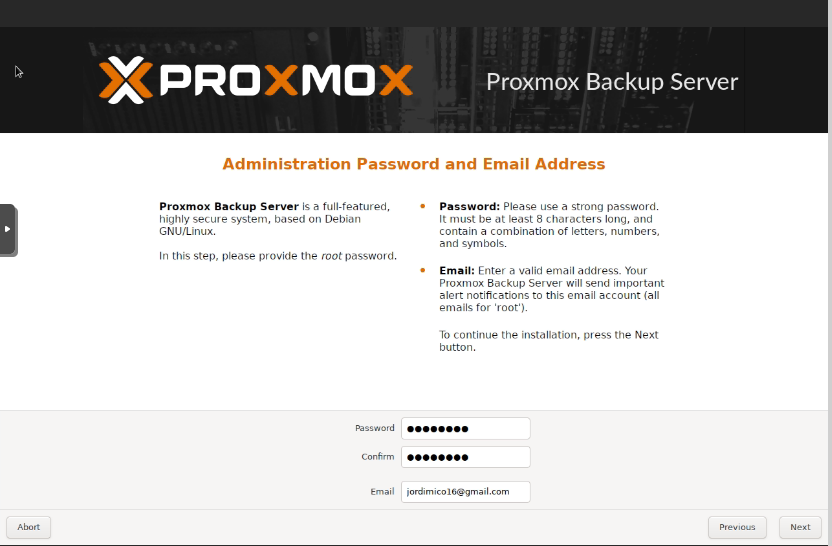 PROXMOX
Proxmox Backup Server
Administration Password and Email Address
Proxmox Backup Server is a full-featured,
highly secure system, based on Debian
GNU/Linux.
In this step, please provide the root password.
Password: Please use a strong password.
It must be at least 8 characters long, and
contain a combination of letters, numbers,
and symbols.
Email: Enter a valid email address. Your
Proxmox Backup Server will send important
alert notifications to this email account (all
emails for 'root').
To continue the installation, press the Next
button.
Password ●●●●●●●●
Confirm ●●●●●●●●
Email jordimico16@gmail.com
Abort Previous Next